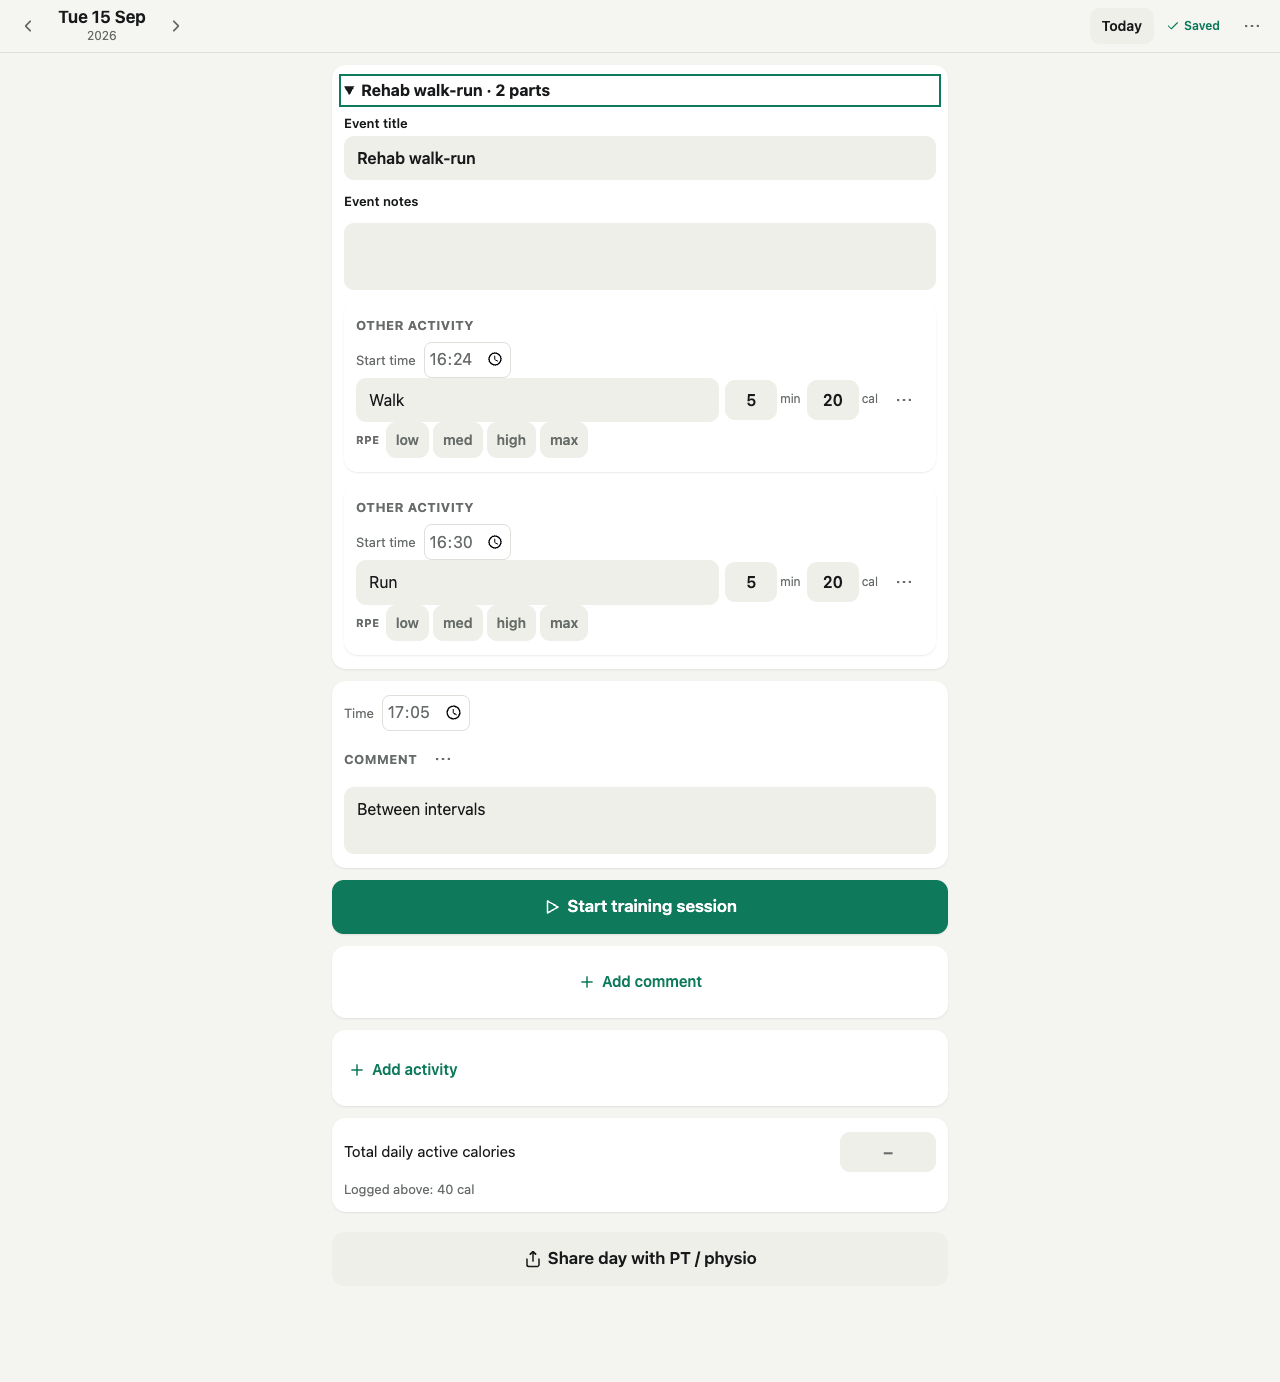 Tue 15 Sep
2026
Today
Saved
Rehab walk-run · 2 parts
Event title
Rehab walk-run
Event notes
OTHER ACTIVITY
Start time 16:24
Walk 5 min 20 cal
RPE low med high max
OTHER ACTIVITY
Start time 16:30
Run 5 min 20 cal
RPE low med high max
Time 17:05
COMMENT
Between intervals
Start training session
Add comment
Add activity
Total daily active calories –
Logged above: 40 cal
Share day with PT / physio